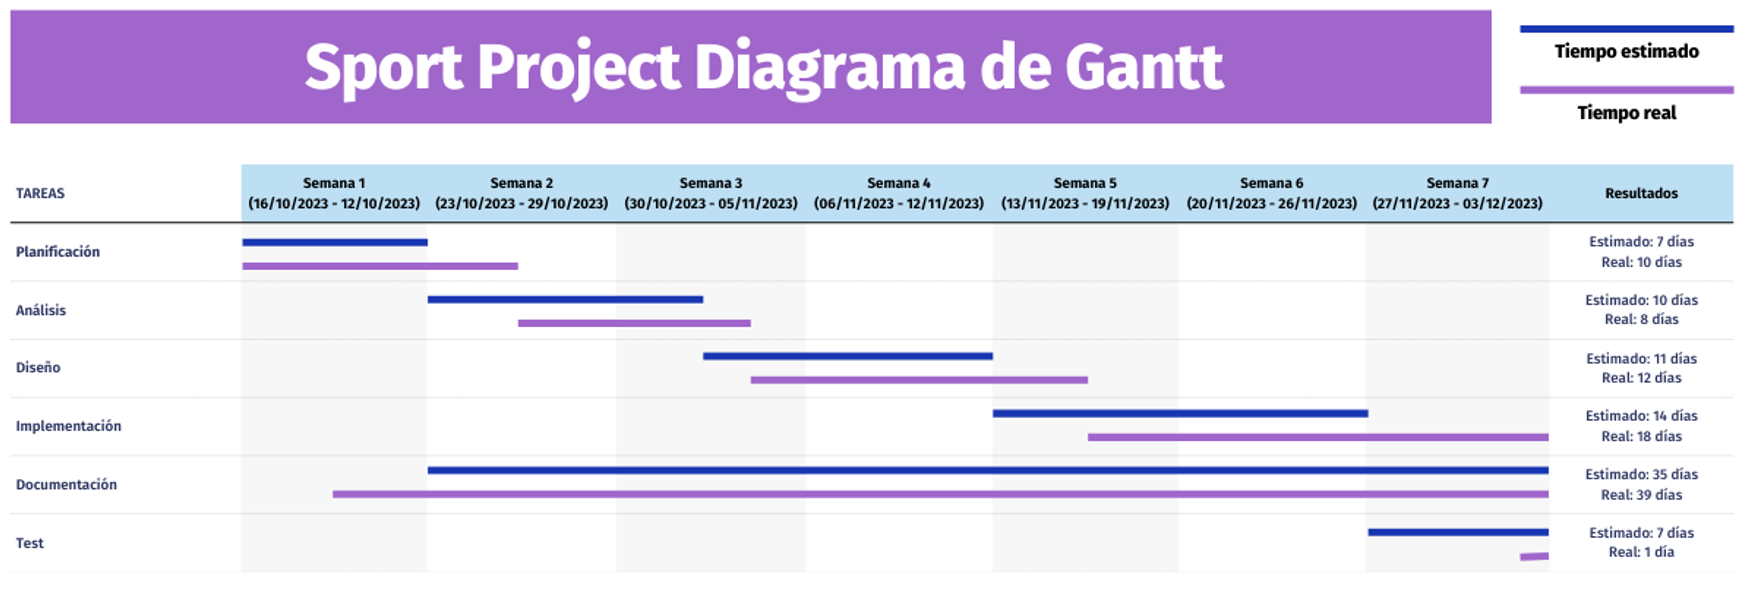 Sport Project Diagrama de Gantt
Tiempo estimado
Tiempo real
TAREAS
Semana 1
(16/10/2023 - 12/10/2023)
Semana 2
(23/10/2023 - 29/10/2023)
Semana 3
(30/10/2023 - 05/11/2023)
Semana 4
(06/11/2023 - 12/11/2023)
Semana 5
(13/11/2023 - 19/11/2023)
Semana 6
(20/11/2023 - 26/11/2023)
Semana 7
(27/11/2023 - 03/12/2023)
Resultados
Planificación
Estimado: 7 días
Real: 10 días
Análisis
Estimado: 10 días
Real: 8 días
Diseño
Estimado: 11 días
Real: 12 días
Implementación
Estimado: 14 días
Real: 18 días
Documentación
Estimado: 35 días
Real: 39 días
Test
Estimado: 7 días
Real: 1 día